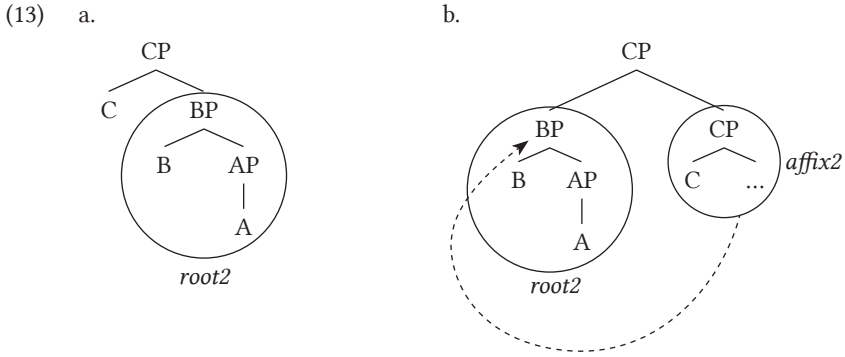 (13) a. b.
CP CP
C BP BP CP
B AP B AP C ... affix2
A A
root2 root2